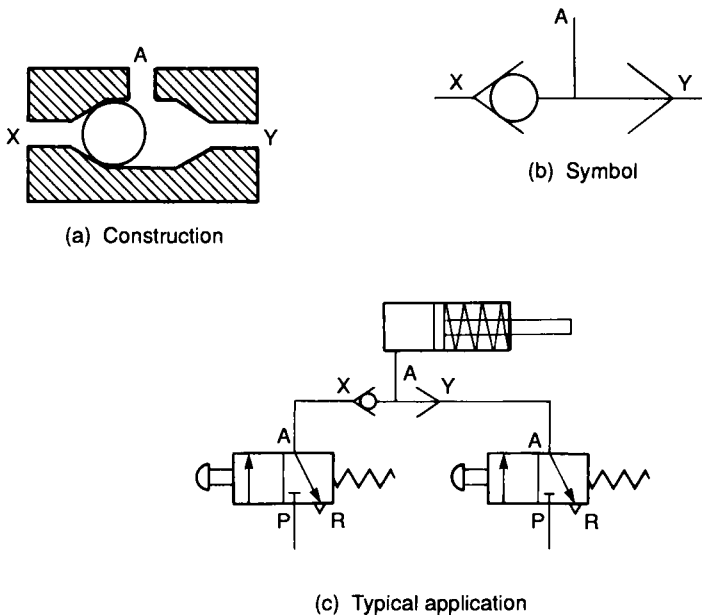 A
X
Y
(a) Construction
A
X
Y
(b) Symbol
X
A
Y
A
P
R
A
P
R
(c) Typical application